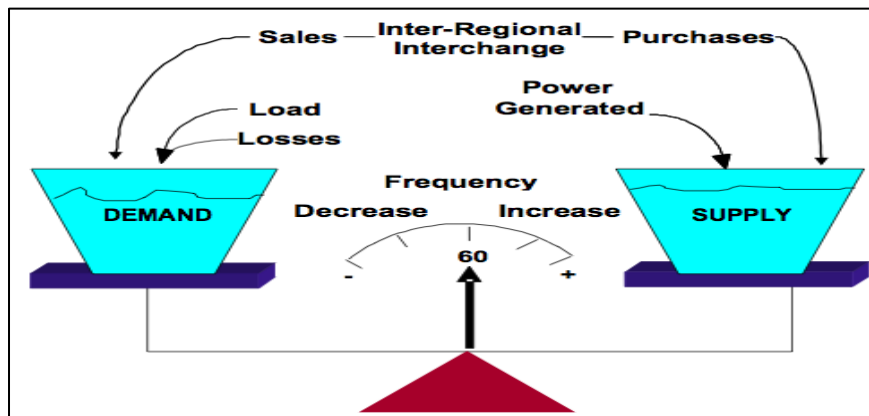 Sales
Inter-Regional
Interchange
Purchases
Load
Losses
Power
Generated
Frequency
Decrease
Increase
DEMAND
SUPPLY
60
-
+